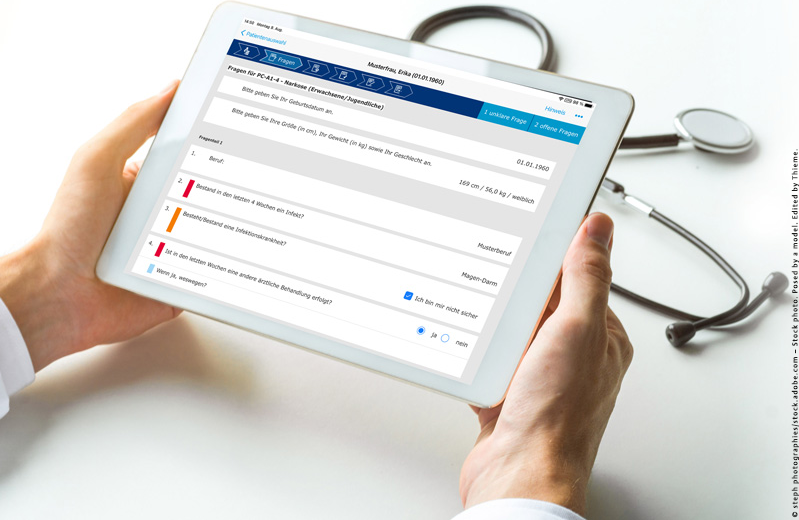 14:50 Montag 9. Aug.
96 %
Patientenauswahl
Musterfrau, Erika (01.01.1960)
Hinweis
Fragen
1 unklare Frage
2 offene Fragen
Fragen für PC-A1-4 - Narkose (Erwachsene/Jugendliche)
Bitte geben Sie Ihr Geburtsdatum an.
01.01.1960
Bitte geben Sie Ihre Größe (in cm), Ihr Gewicht (in kg) sowie Ihr Geschlecht an.
169 cm / 56,0 kg / weiblich
Fragenteil 1
1. Beruf:
Musterberuf
2. Bestand in den letzten 4 Wochen ein Infekt?
Magen-Darm
3. Besteht/Bestand eine Infektionskrankheit?
Ich bin mir nicht sicher
4. Ist in den letzten Wochen eine andere ärztliche Behandlung erfolgt?
ja nein
Wenn ja, weswegen?
© steph photographies/stock.adobe.com – Stock photo. Posed by a model. Edited by Thieme.